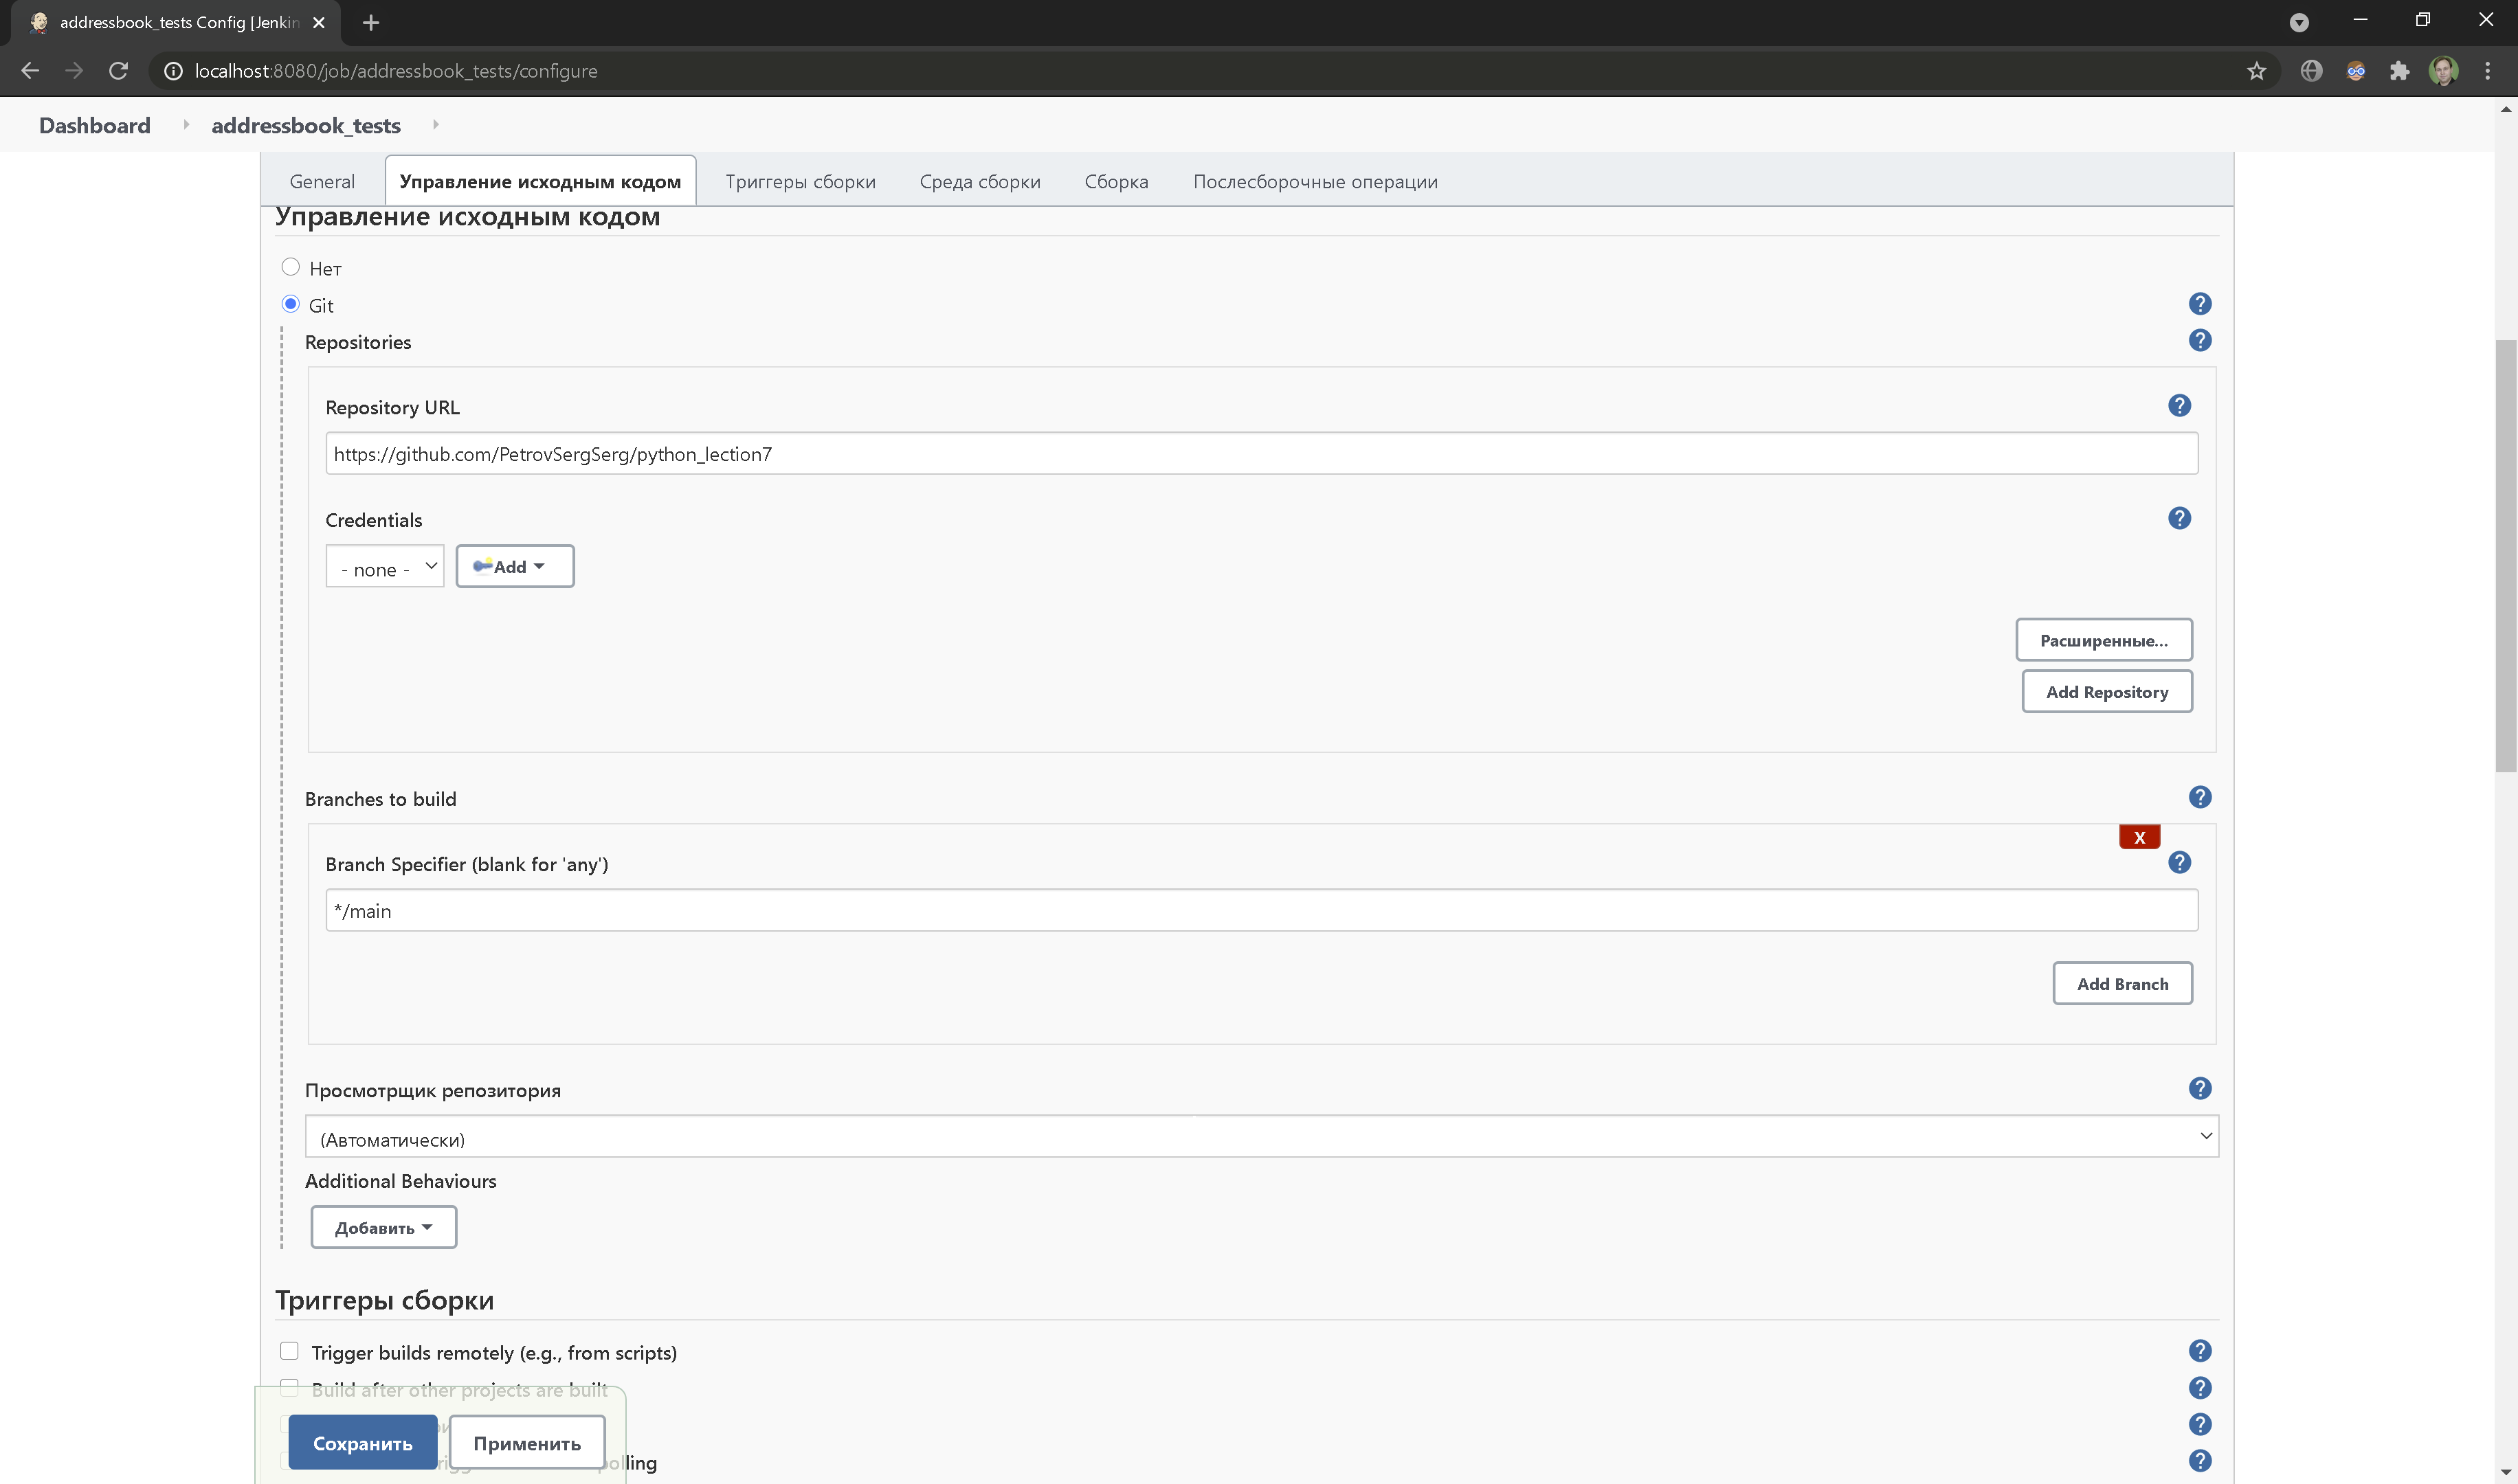 addressbook_tests Config [Jenkin
localhost:8080/job/addressbook_tests/configure
Dashboard addressbook_tests
General Управление исходным кодом Триггеры сборки Среда сборки Сборка Послесборочные операции
Управление исходным кодом
Нет
Git
Repositories
Repository URL
https://github.com/PetrovSergSerg/python_lection7
Credentials
- none - Add
Расширенные...
Add Repository
Branches to build
X
Branch Specifier (blank for 'any')
*/main
Add Branch
Просмотрщик репозитория
(Автоматически)
Additional Behaviours
Добавить
Триггеры сборки
Trigger builds remotely (e.g., from scripts)
Build after other projects are built
Сохранить Применить